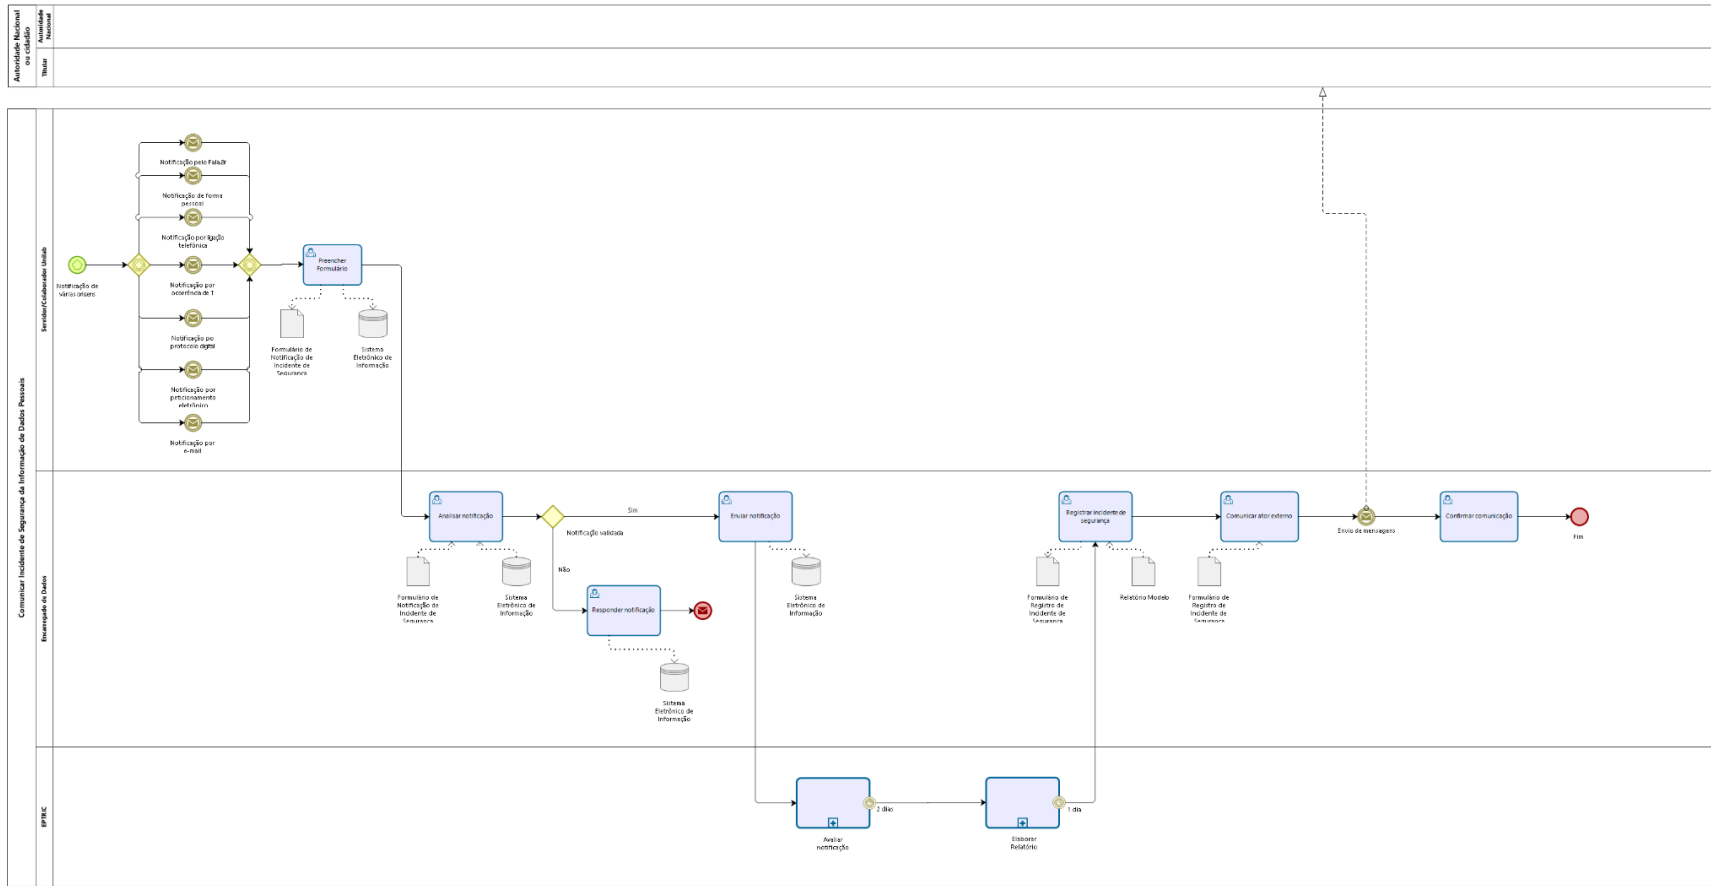 Autoridade Nacional
ou cidadão
Autoridade
Nacional
Titular
Comunicar Incidente de Segurança da Informação de Dados Pessoais
Servidor/Colaborador Unilab
Notificação de
várias origens
Notificação pelo FalaBr
Notificação de forma
pessoal
Notificação por ligação
telefônica
Notificação por
ocorrência de T
Notificação po
protocolo digital
Notificação por
peticionamento
eletrônico
Notificação por
e-mail
Preencher
Formulário
Formulário de
Notificação de
Incidente de
Segurança
Sistema
Eletrônico de
Informação
Encarregado de Dados
Analisar notificação
Formulário de
Notificação de
Incidente de
Segurança
Sistema
Eletrônico de
Informação
Notificação validada
Sim
Não
Responder notificação
Sistema
Eletrônico de
Informação
Enviar notificação
Sistema
Eletrônico de
Informação
Registrar incidente de
segurança
Formulário de
Registro de
Incidente de
Segurança
Relatório Modelo
Comunicar ator externo
Formulário de
Registro de
Incidente de
Segurança
Envio de mensagens
Confirmar comunicação
Fim
EPTRIC
Avaliar
notificação
2 dias
Elaborar
Relatório
1 dia